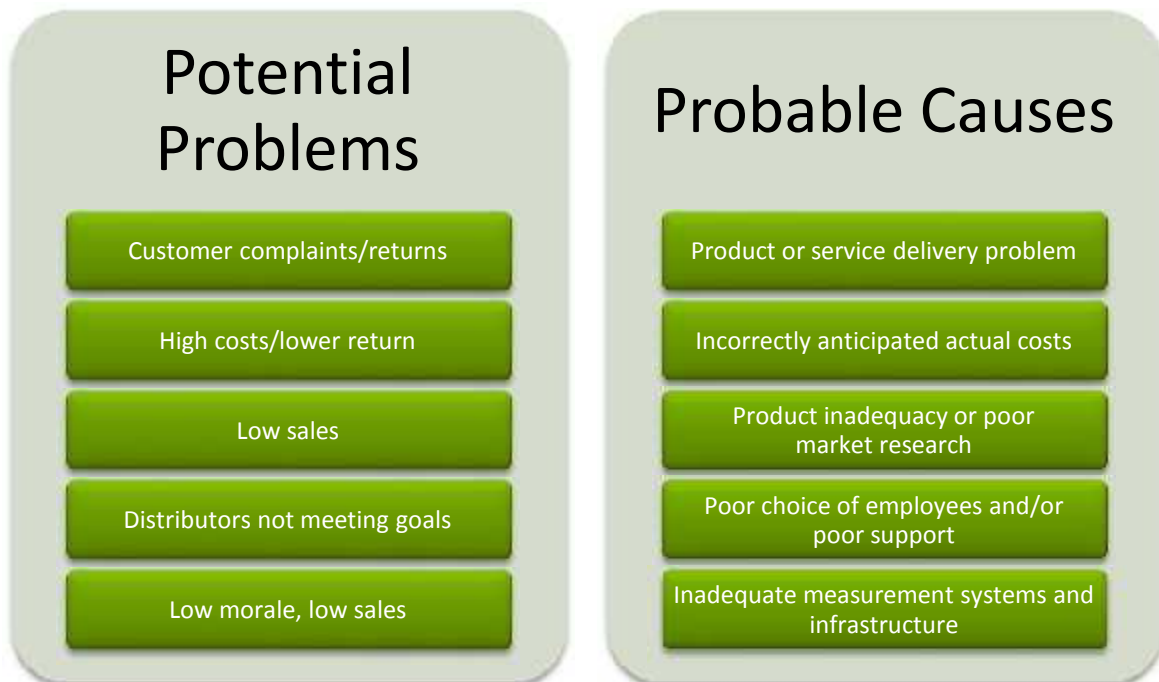 Potential
Problems
Customer complaints/returns
High costs/lower return
Low sales
Distributors not meeting goals
Low morale, low sales
Probable Causes
Product or service delivery problem
Incorrectly anticipated actual costs
Product inadequacy or poor
market research
Poor choice of employees and/or
poor support
Inadequate measurement systems and
infrastructure